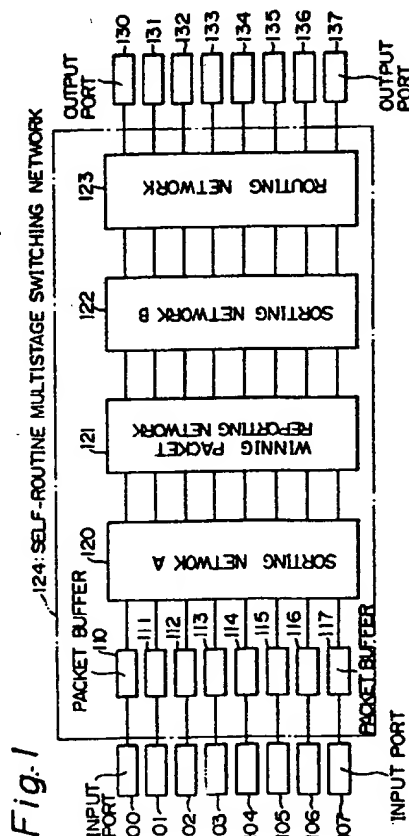 Fig. 1
124: SELF-ROUTINE MULTISTAGE SWITCHING NETWORK
INPUT PORT
00
01
02
03
04
05
06
07
INPUT PORT
PACKET BUFFER
110
111
112
113
114
115
116
117
PACKET BUFFER
120
SORTING NETWOK A
121
WINNIG PACKET
REPORTING NETWORK
122
SORTING NETWORK B
123
ROUTING NETWORK
OUTPUT
PORT
130
131
132
133
134
135
136
137
OUTPUT
PORT